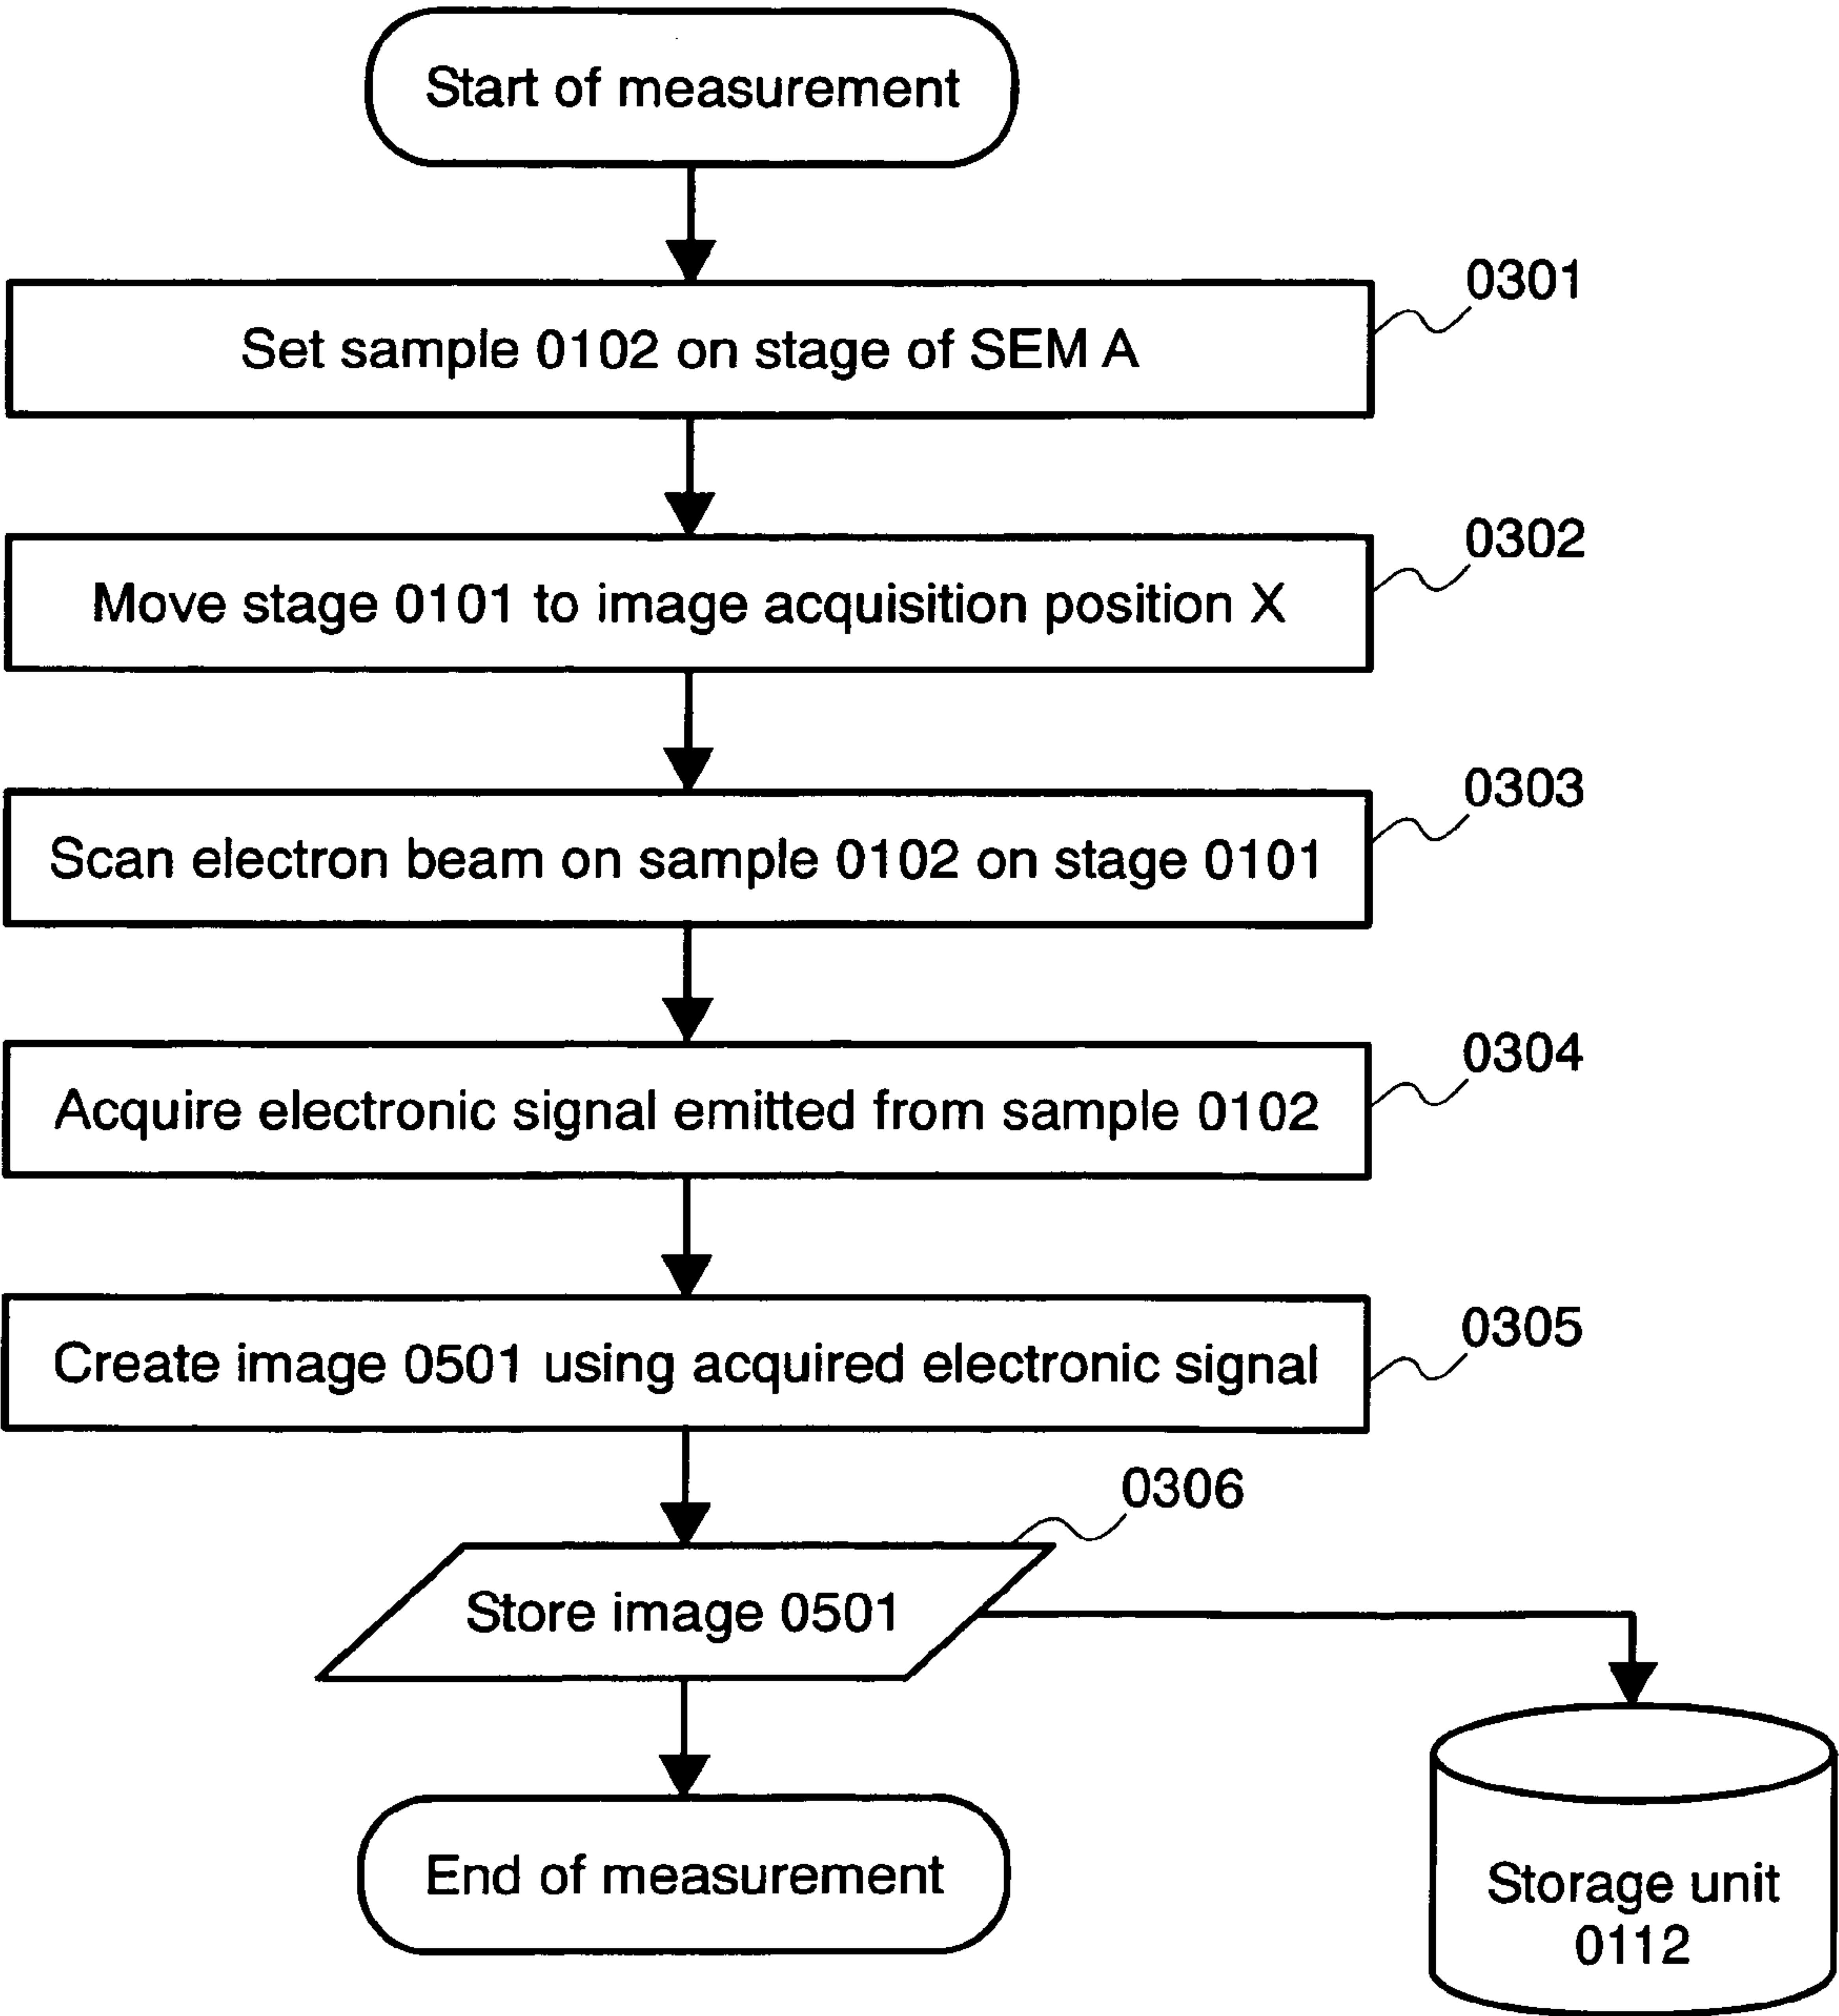 Start of measurement
0301
Set sample 0102 on stage of SEM A
0302
Move stage 0101 to image acquisition position X
0303
Scan electron beam on sample 0102 on stage 0101
0304
Acquire electronic signal emitted from sample 0102
0305
Create image 0501 using acquired electronic signal
0306
Store image 0501
End of measurement
Storage unit
0112